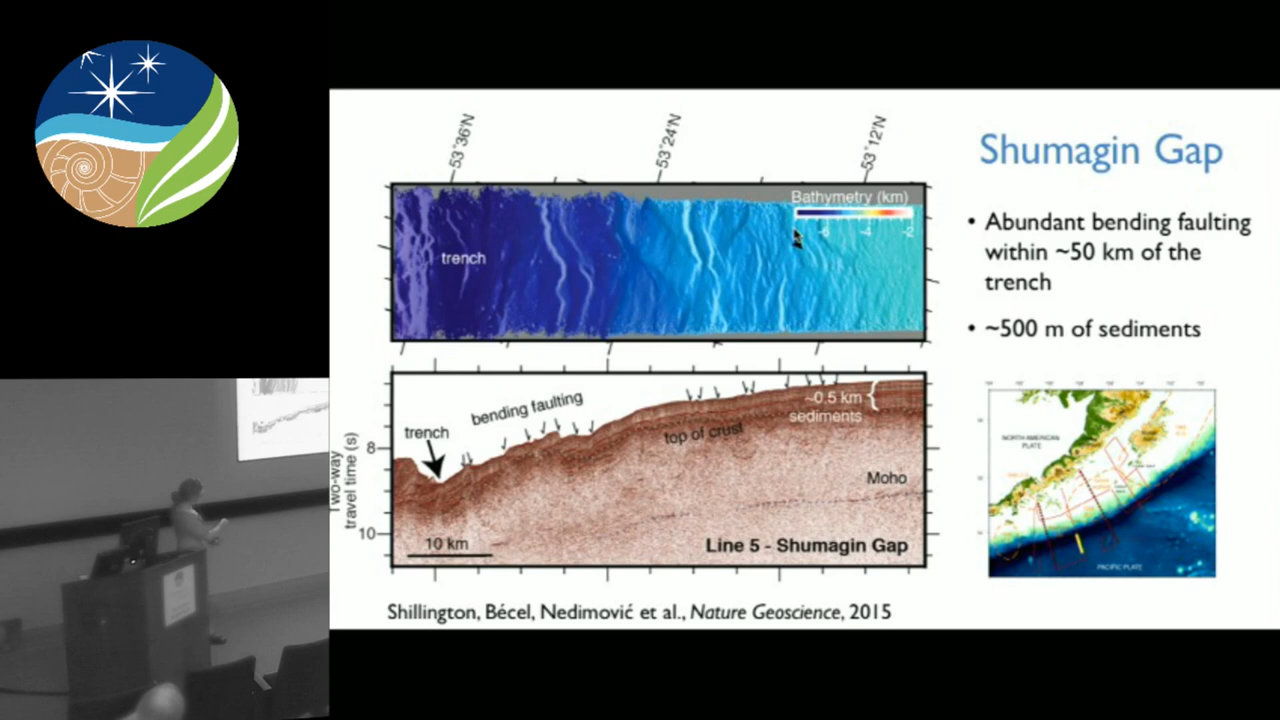 53°36'N
53°24'N
53°12'N
Bathymetry (km)
-6
-4
-2
trench
Shumagin Gap
• Abundant bending faulting
within ~50 km of the
trench
• ~500 m of sediments
bending faulting
trench
~0.5 km
sediments
top of crust
Two-way
travel time (s)
8
10
Moho
10 km
Line 5 - Shumagin Gap
NORTH AMERICAN
PLATE
PACIFIC PLATE
Shillington, Bécel, Nedimović et al., Nature Geoscience, 2015